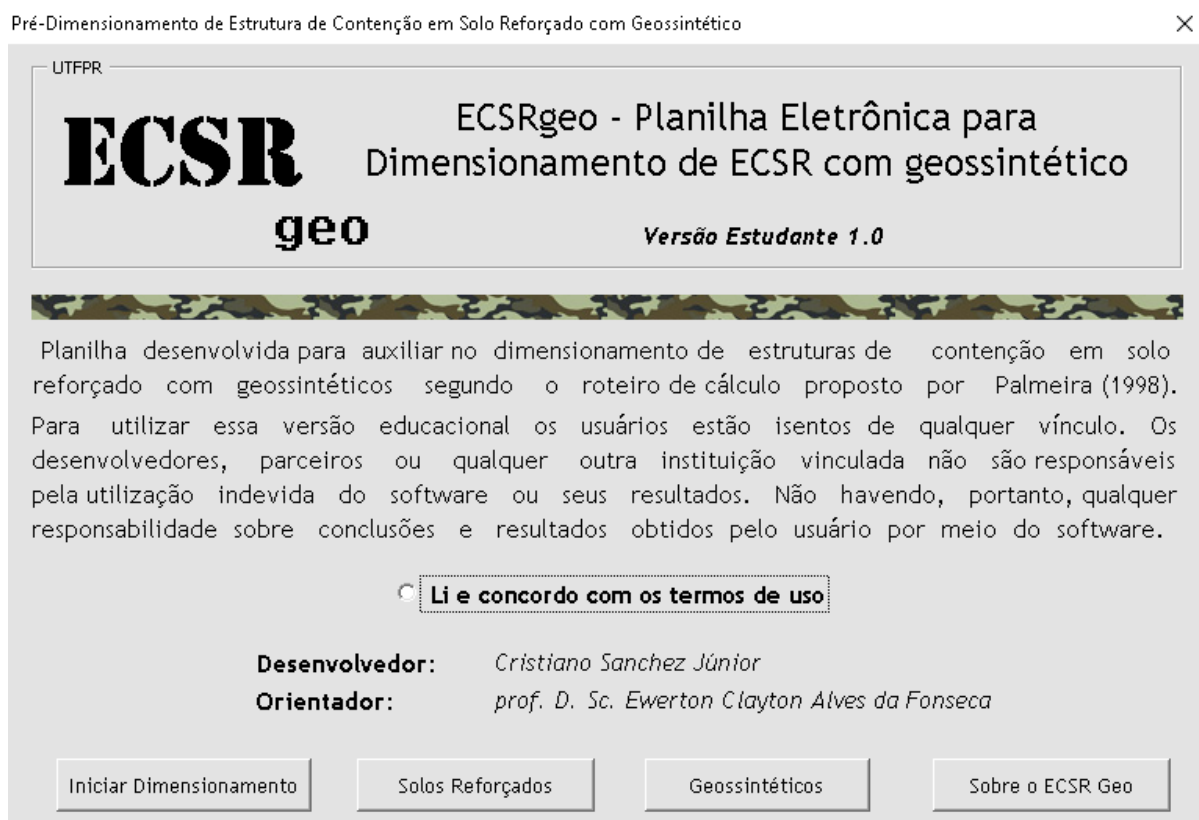 Pré-Dimensionamento de Estrutura de Contenção em Solo Reforçado com Geossintético
UTFPR
ECSR
geo
ECSRgeo - Planilha Eletrônica para
Dimensionamento de ECSR com geossintético
Versão Estudante 1.0
Planilha desenvolvida para auxiliar no dimensionamento de estruturas de contenção em solo
reforçado com geossintéticos segundo o roteiro de cálculo proposto por Palmeira (1998).
Para utilizar essa versão educacional os usuários estão isentos de qualquer vínculo. Os
desenvolvedores, parceiros ou qualquer outra instituição vinculada não são responsáveis
pela utilização indevida do software ou seus resultados. Não havendo, portanto, qualquer
responsabilidade sobre conclusões e resultados obtidos pelo usuário por meio do software.
Li e concordo com os termos de uso
Desenvolvedor: Cristiano Sanchez Júnior
Orientador: prof. D. Sc. Ewerton Clayton Alves da Fonseca
Iniciar Dimensionamento Solos Reforçados Geossintéticos Sobre o ECSR Geo